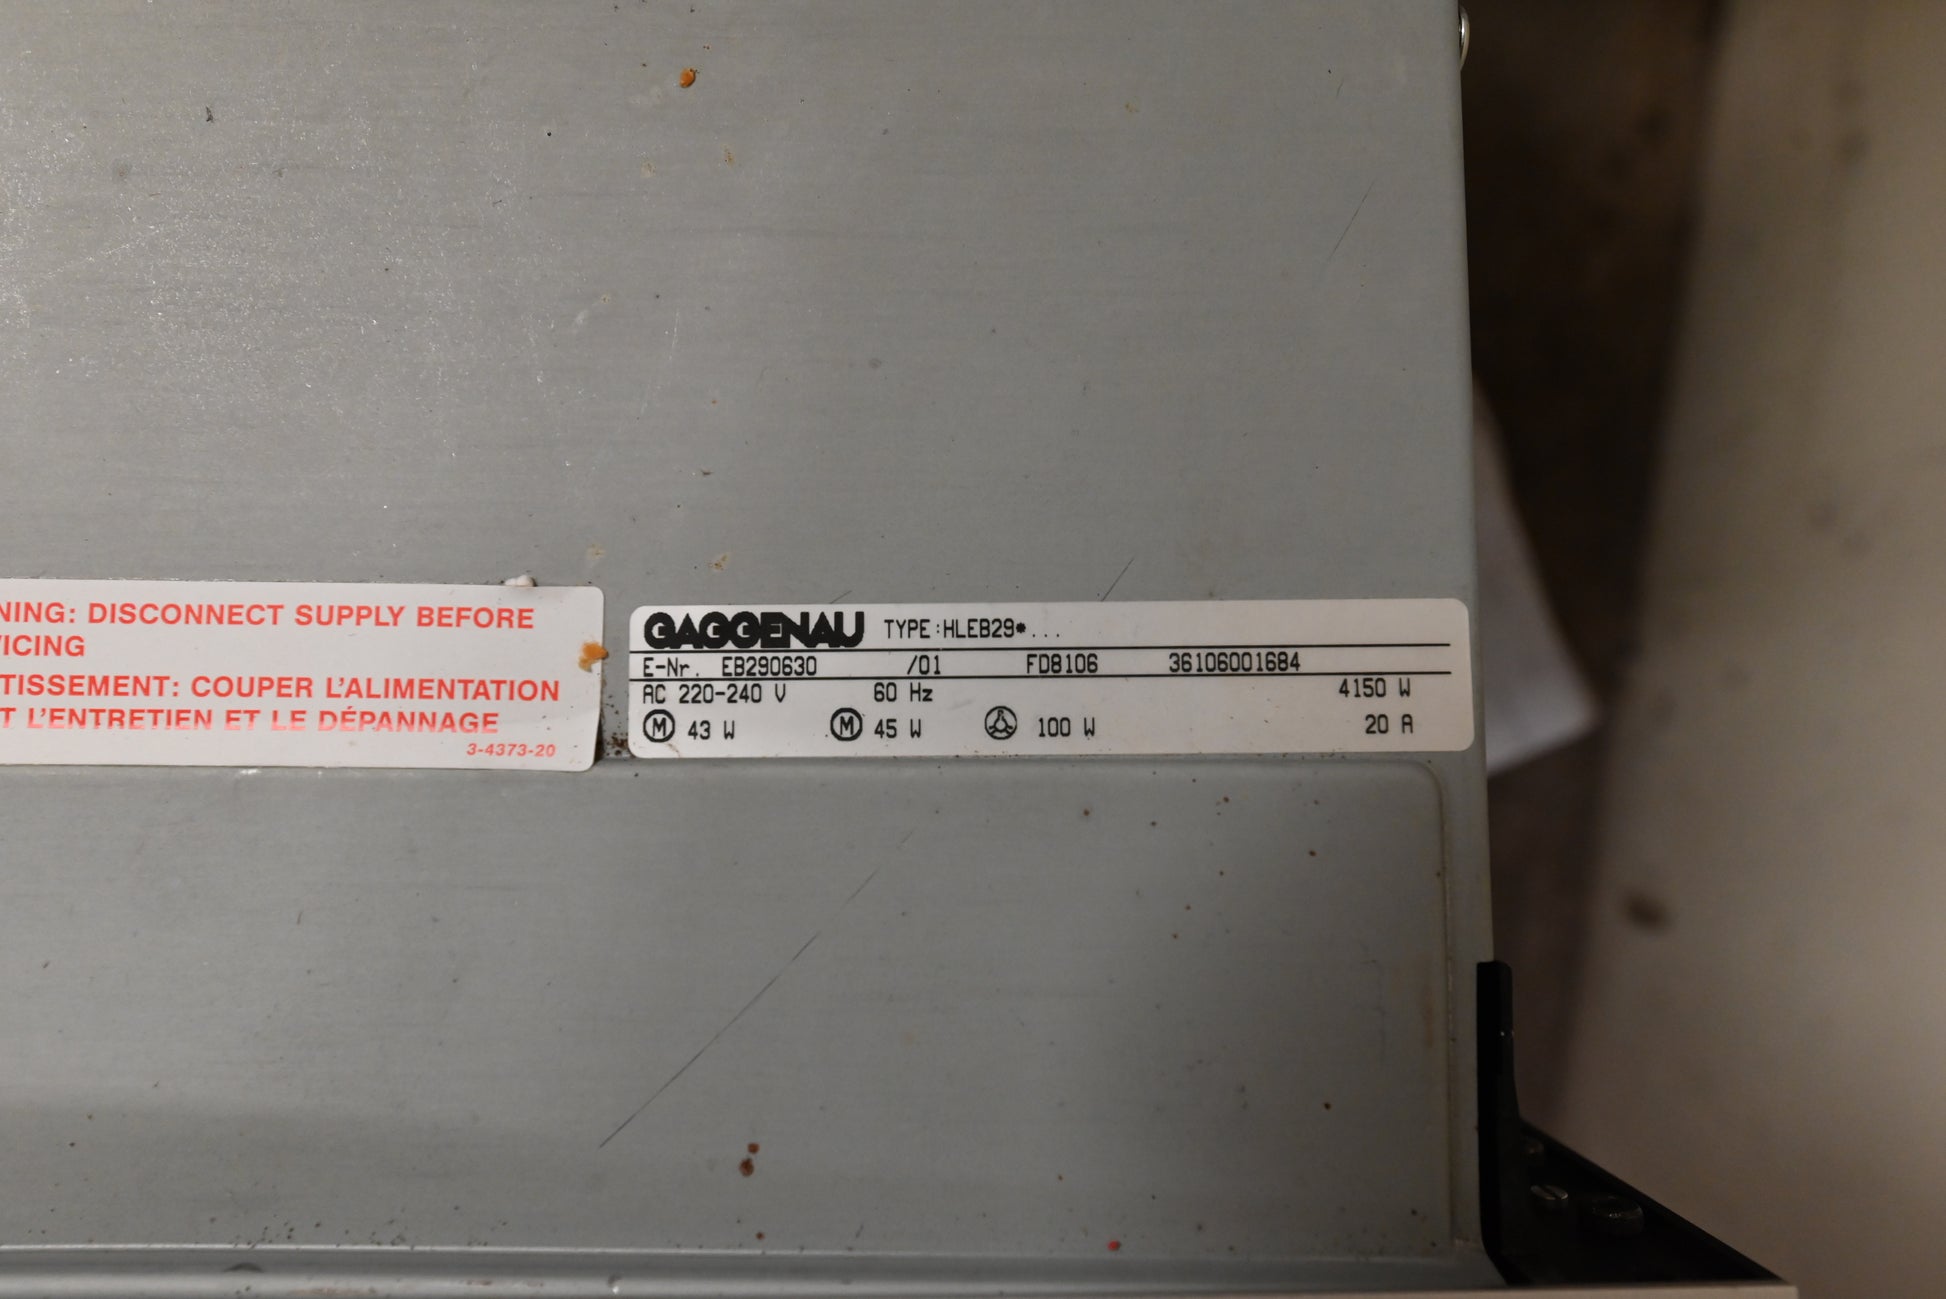 NING: DISCONNECT SUPPLY BEFORE
VICING
TISSEMENT: COUPER L'ALIMENTATION
T L'ENTRETIEN ET LE DÉPANNAGE
3-4373-20
GAGGENAU TYPE:HLEB29*...
E-Nr. EB290630 /01 FD8106 36106001684
AC 220-240 V 60 Hz 4150 W
M 43 W M 45 W 100 W 20 A